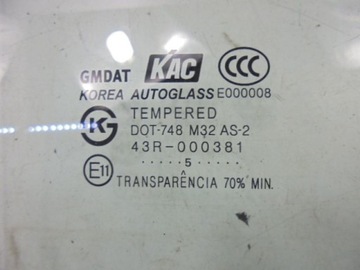 GMDAT KAC CCC
KOREA AUTOGLASS E000008
TEMPERED
DOT-748 M32 AS-2
43R-000381
·····5····
E11 TRANSPARÊNCIA 70% MIN.